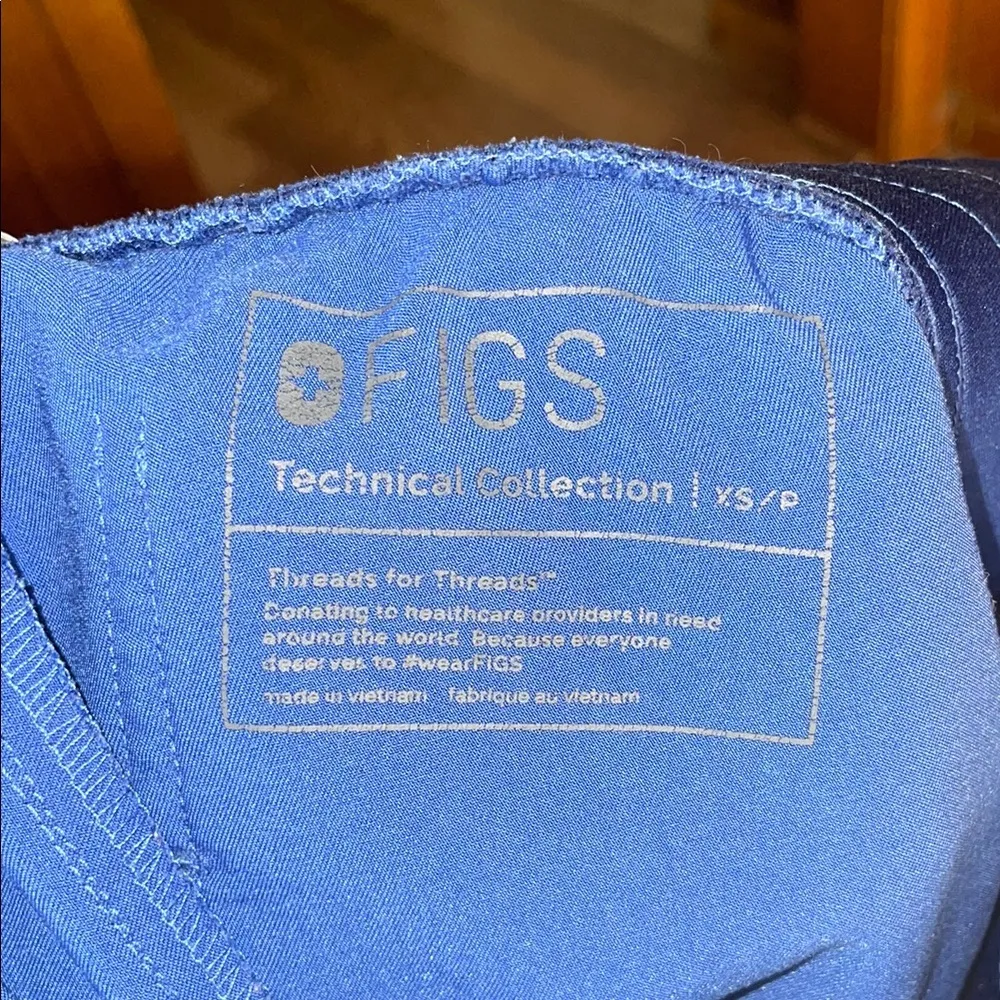 FIGS
Technical Collection | XS/P
Threads for Threads™
Donating to healthcare providers in need
around the world. Because everyone
deserves to #wearFIGS
made in vietnam fabriqué au vietnam